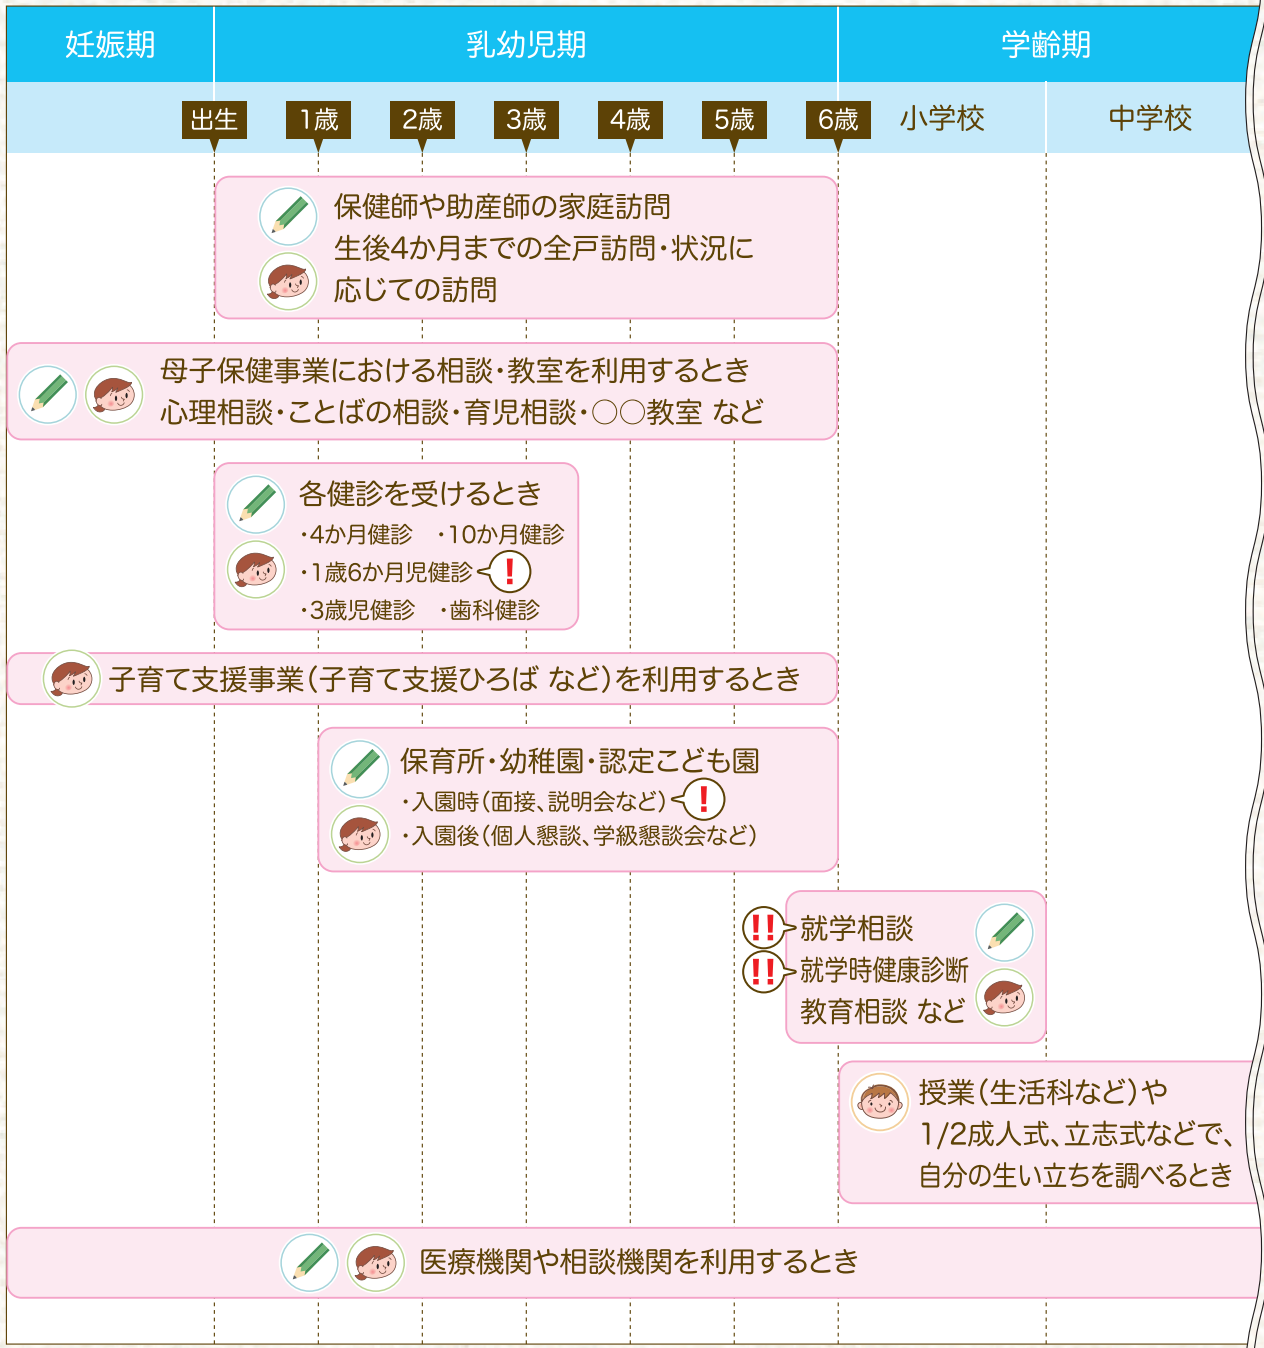 妊娠期
乳幼児期
学齢期
出生
1歳
2歳
3歳
4歳
5歳
6歳
小学校
中学校
保健師や助産師の家庭訪問
生後4か月までの全戸訪問・状況に
応じての訪問
母子保健事業における相談・教室を利用するとき
心理相談・ことばの相談・育児相談・○○教室 など
各健診を受けるとき
・4か月健診 ・10か月健診
・1歳6か月児健診 !
・3歳児健診 ・歯科健診
子育て支援事業(子育て支援ひろば など)を利用するとき
保育所・幼稚園・認定こども園
・入園時(面接、説明会など) !
・入園後(個人懇談、学級懇談会など)
!! 就学相談
!! 就学時健康診断
教育相談 など
授業(生活科など)や
1/2成人式、立志式などで、
自分の生い立ちを調べるとき
医療機関や相談機関を利用するとき